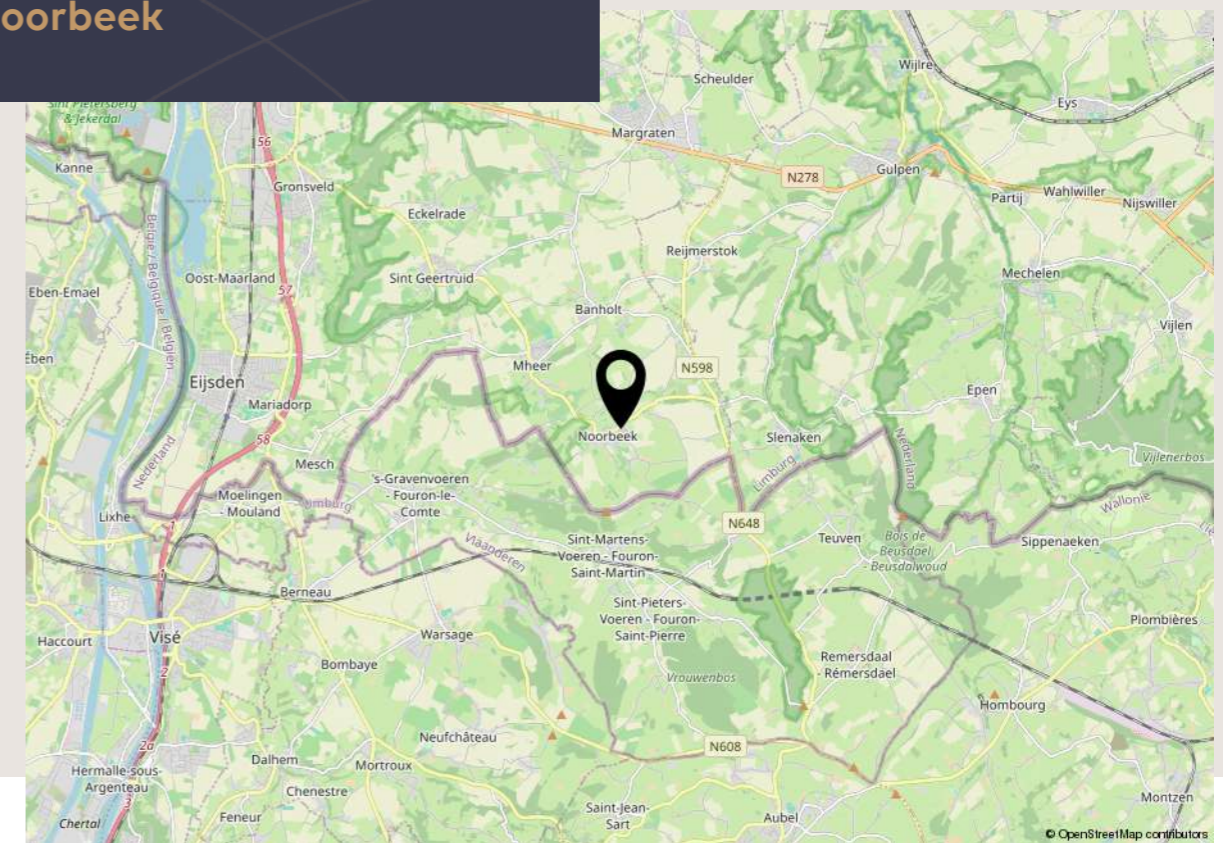 oorbeek
Scheulder
Wijlre
Eys
Sint Pietersberg
& Jekerdal
56
Margraten
Kanne
N278
Gulpen
Gronsveld
Partij
Wahlwiller
Nijswiller
Eckelrade
België / Belgique / Belgien
Reijmerstok
Oost-Maarland
Sint Geertruid
Mechelen
57
Eben-Emael
Banholt
Vijlen
Eben
Mheer
N598
Eijsden
Epen
Mariadorp
58
Noorbeek
Slenaken
Nederland
Nederland
Vijlenerbos
Mesch
's-Gravenvoeren
- Fouron-le-
Comte
Limburg
Moelingen
- Mouland
Limburg
Wallonie
Lixhe
1
N648
Vlaanderen
Sint-Martens-
Voeren - Fouron-
Saint-Martin
Teuven
Bois de
Beusdael
- Beusdalwoud
Sippenaeken
Berneau
Sint-Pieters-
Voeren - Fouron-
Saint-Pierre
Plombières
Haccourt
Visé
Warsage
Bombaye
Remersdaal
- Rémersdael
2
Vrouwenbos
Hombourg
Neufchâteau
N608
2a
Dalhem
Mortroux
Hermalle-sous-
Argenteau
Chenestre
Montzen
3
Saint-Jean-
Sart
Chertal
Feneur
Aubel
© OpenStreetMap contributors